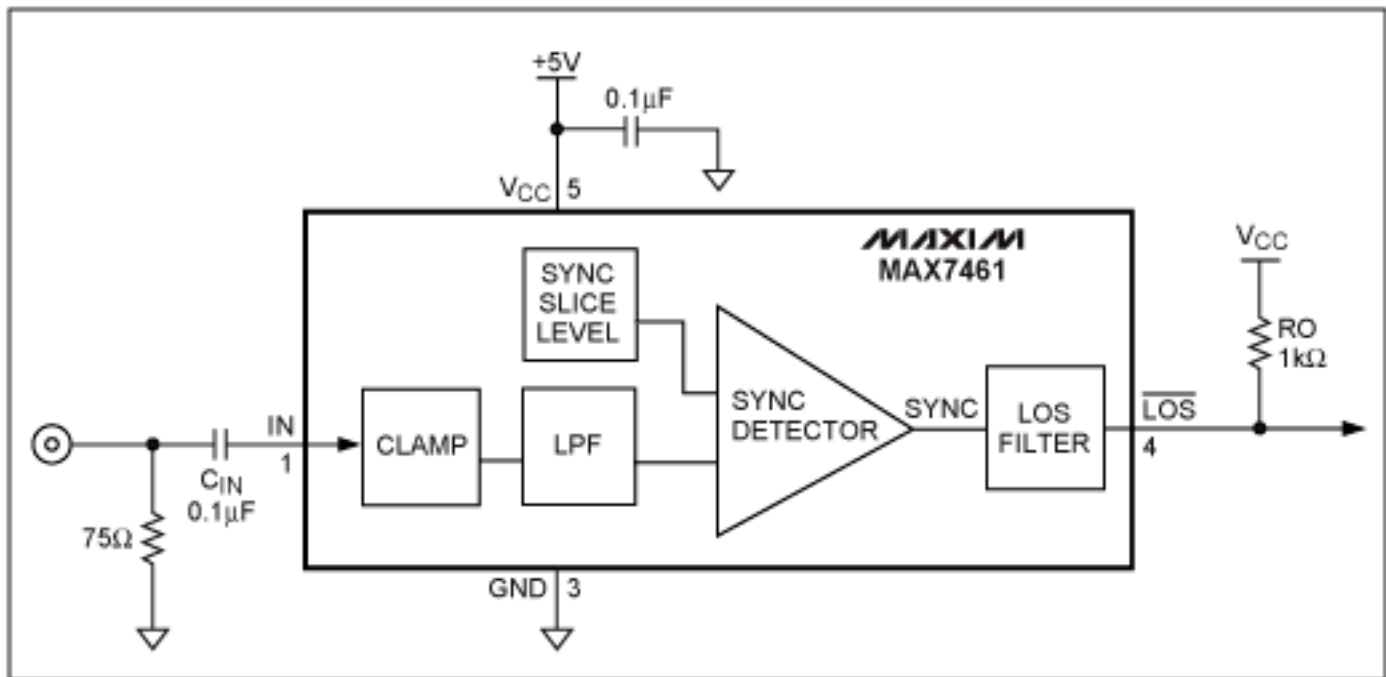 +5V
0.1µF
VCC 5
MAXIM
MAX7461
SYNC
SLICE
LEVEL
VCC
RO
1kΩ
IN
1
CIN
0.1µF
75Ω
CLAMP
LPF
SYNC
DETECTOR
SYNC
LOS
FILTER
LOS
4
GND 3